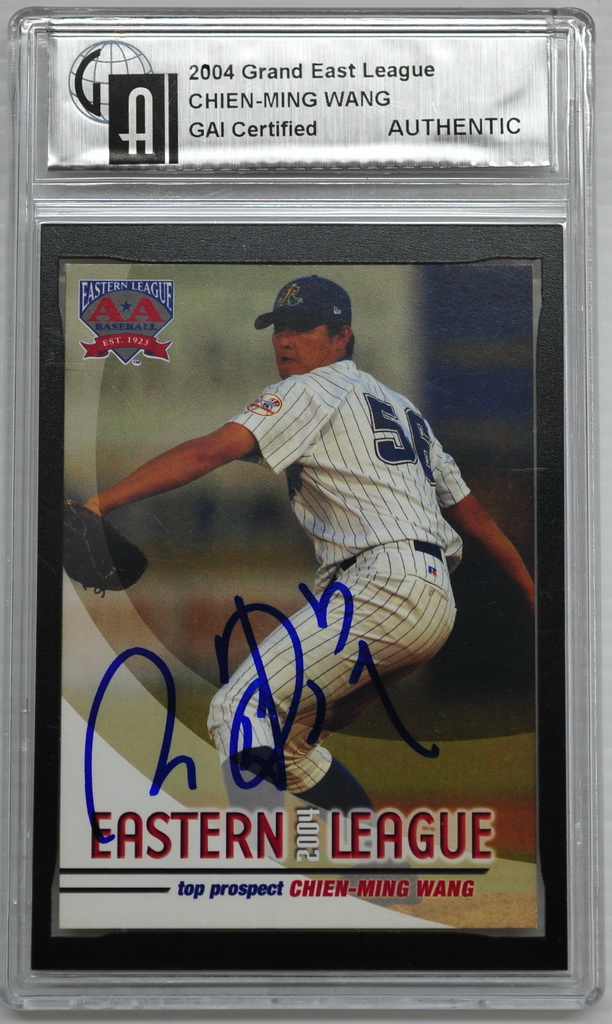 2004 Grand East League
CHIEN-MING WANG
GAI Certified AUTHENTIC
G
A
EASTERN LEAGUE
AA
BASEBALL
EST. 1923
TM
56
EASTERN 2004 LEAGUE
top prospect CHIEN-MING WANG